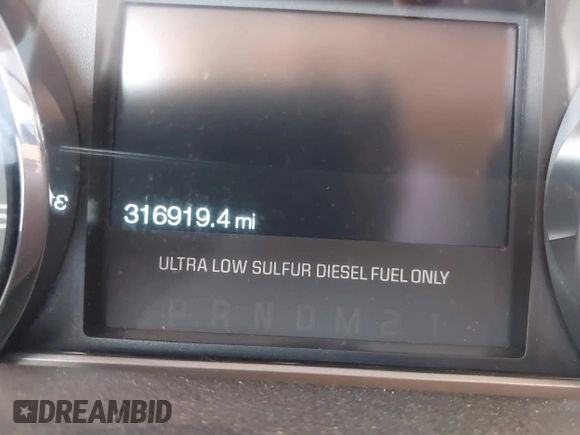 316919.4 mi
ULTRA LOW SULFUR DIESEL FUEL ONLY
P R N D M 2 1
DREAMBID